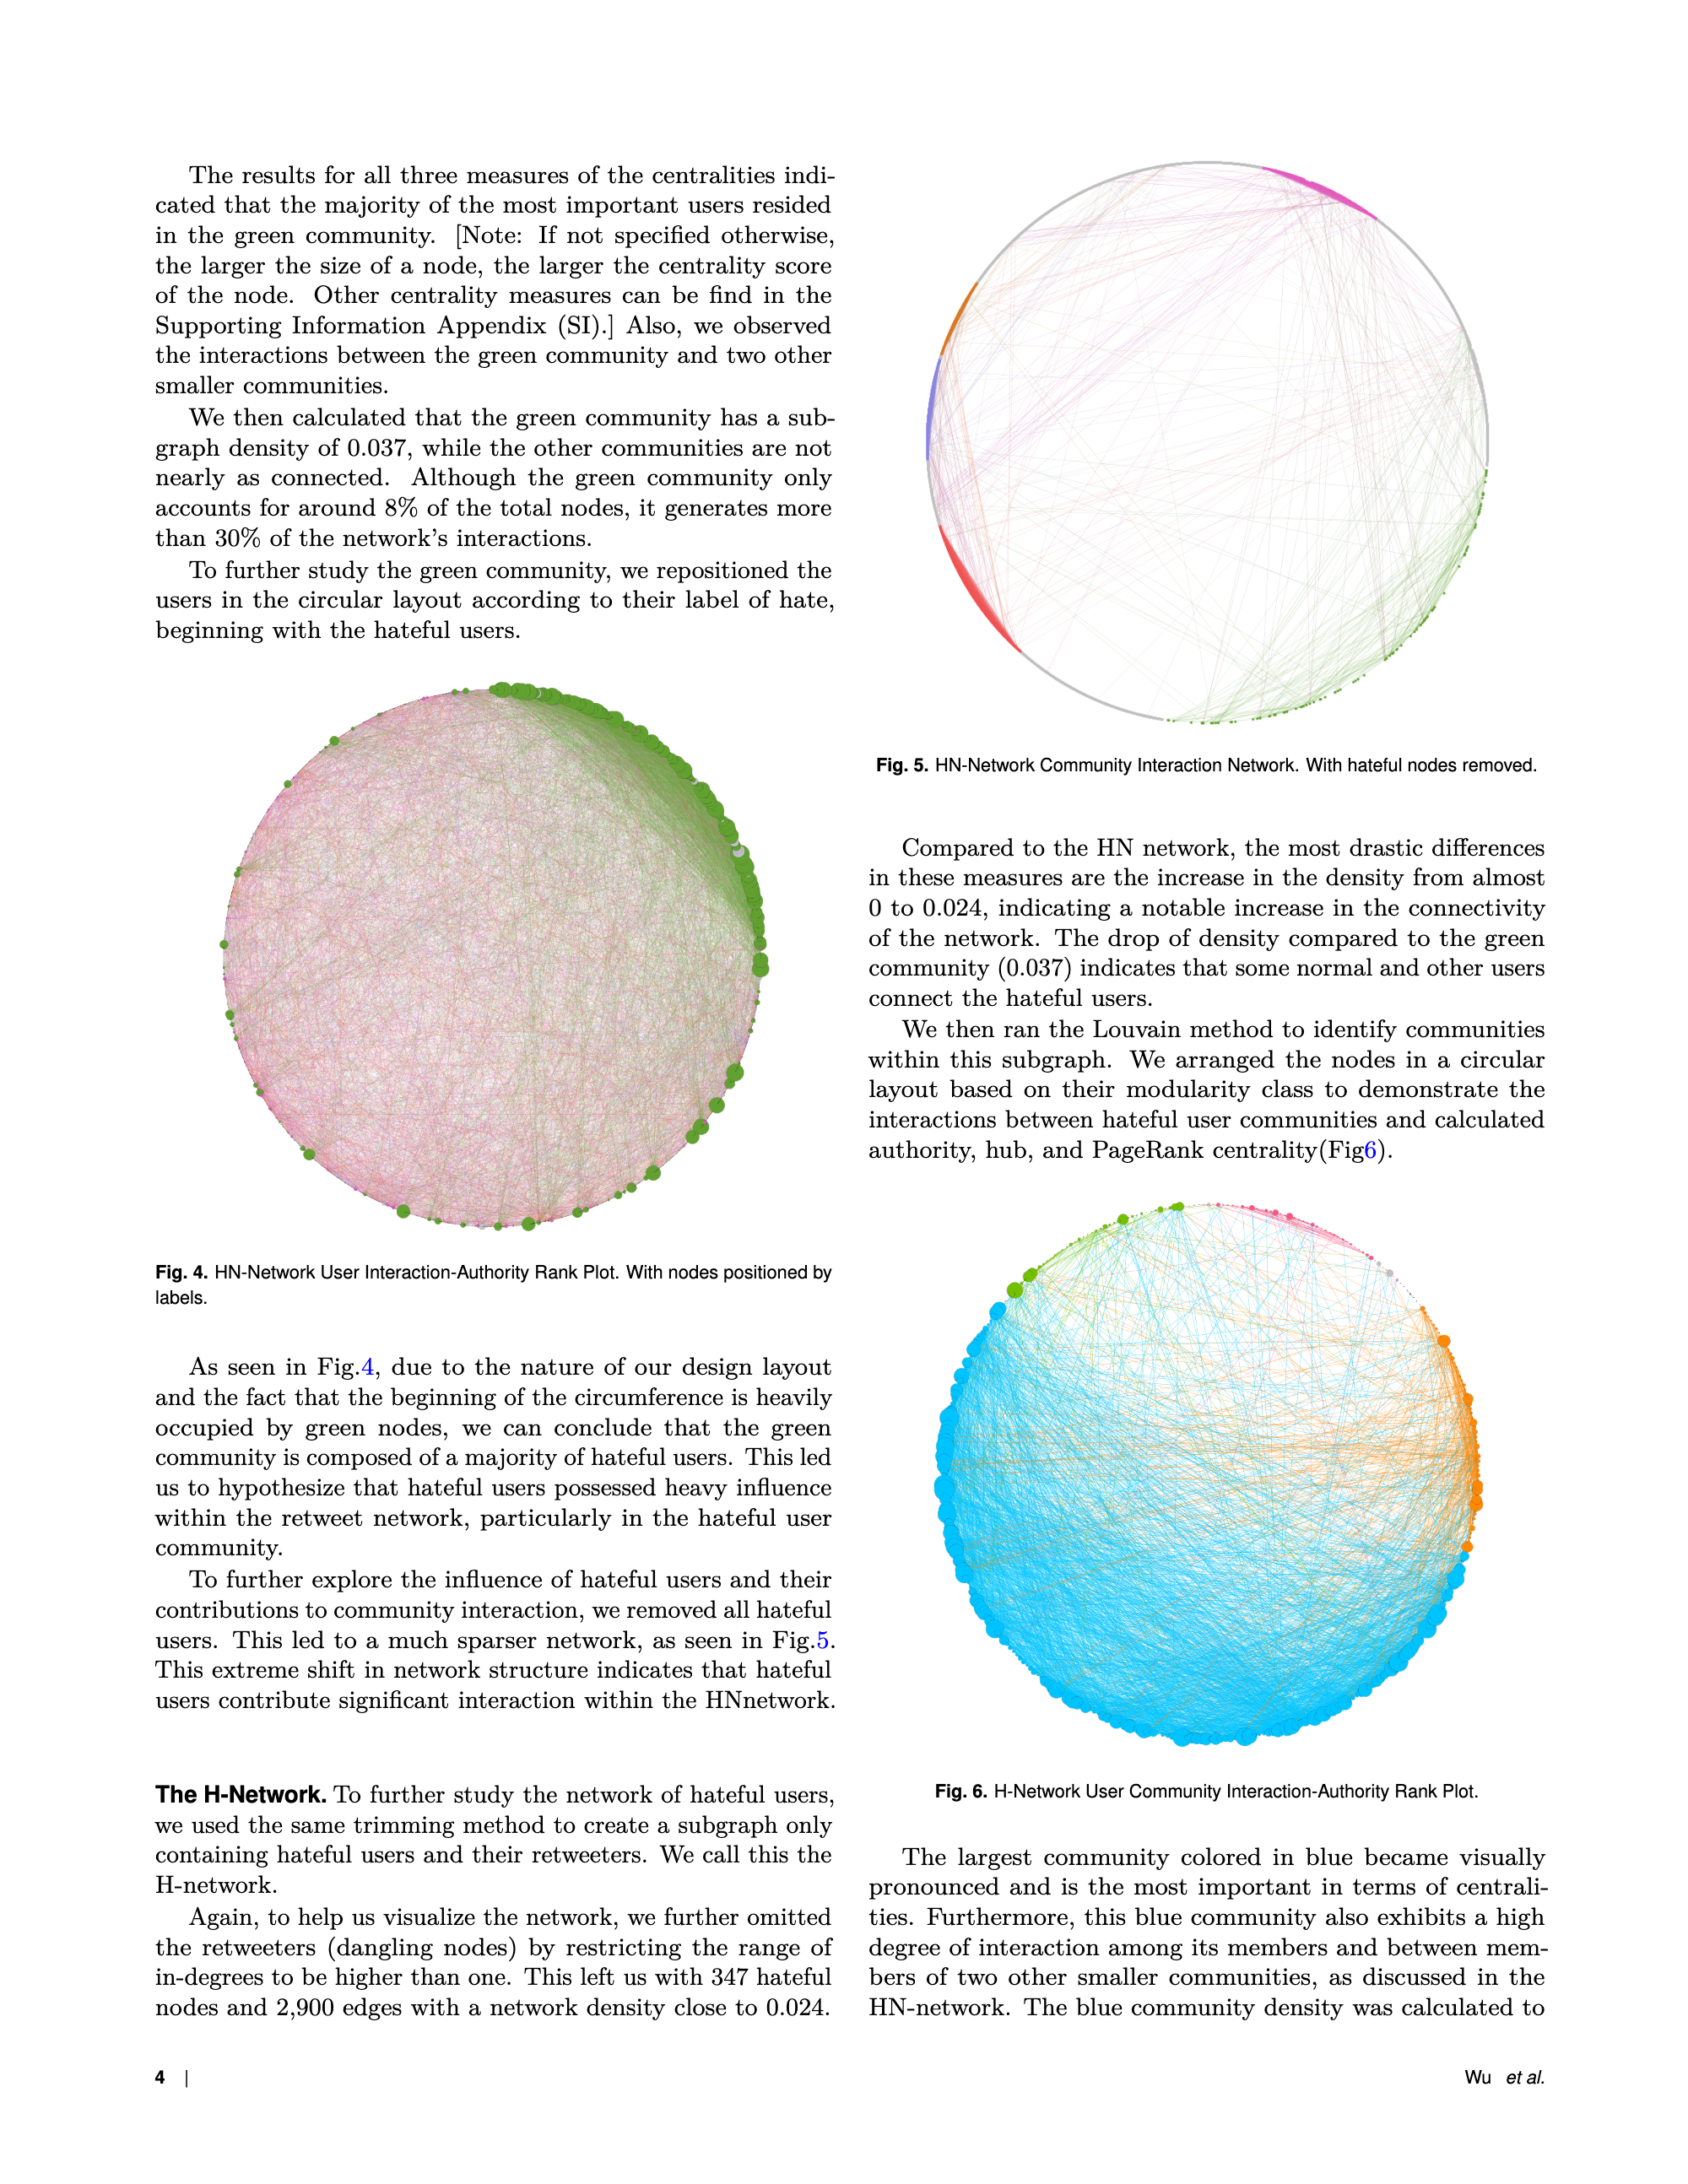 The results for all three measures of the centralities indi-
cated that the majority of the most important users resided
in the green community. [Note: If not specified otherwise,
the larger the size of a node, the larger the centrality score
of the node. Other centrality measures can be find in the
Supporting Information Appendix (SI).] Also, we observed
the interactions between the green community and two other
smaller communities.
We then calculated that the green community has a sub-
graph density of 0.037, while the other communities are not
nearly as connected. Although the green community only
accounts for around 8% of the total nodes, it generates more
than 30% of the network's interactions.
To further study the green community, we repositioned the
users in the circular layout according to their label of hate,
beginning with the hateful users.
Fig. 4. HN-Network User Interaction-Authority Rank Plot. With nodes positioned by
labels.
As seen in Fig.4, due to the nature of our design layout
and the fact that the beginning of the circumference is heavily
occupied by green nodes, we can conclude that the green
community is composed of a majority of hateful users. This led
us to hypothesize that hateful users possessed heavy influence
within the retweet network, particularly in the hateful user
community.
To further explore the influence of hateful users and their
contributions to community interaction, we removed all hateful
users. This led to a much sparser network, as seen in Fig.5.
This extreme shift in network structure indicates that hateful
users contribute significant interaction within the HNnetwork.
The H-Network. To further study the network of hateful users,
we used the same trimming method to create a subgraph only
containing hateful users and their retweeters. We call this the
H-network.
Again, to help us visualize the network, we further omitted
the retweeters (dangling nodes) by restricting the range of
in-degrees to be higher than one. This left us with 347 hateful
nodes and 2,900 edges with a network density close to 0.024.
Fig. 5. HN-Network Community Interaction Network. With hateful nodes removed.
Compared to the HN network, the most drastic differences
in these measures are the increase in the density from almost
0 to 0.024, indicating a notable increase in the connectivity
of the network. The drop of density compared to the green
community (0.037) indicates that some normal and other users
connect the hateful users.
We then ran the Louvain method to identify communities
within this subgraph. We arranged the nodes in a circular
layout based on their modularity class to demonstrate the
interactions between hateful user communities and calculated
authority, hub, and PageRank centrality(Fig6).
Fig. 6. H-Network User Community Interaction-Authority Rank Plot.
The largest community colored in blue became visually
pronounced and is the most important in terms of centrali-
ties. Furthermore, this blue community also exhibits a high
degree of interaction among its members and between mem-
bers of two other smaller communities, as discussed in the
HN-network. The blue community density was calculated to
4 |
Wu et al.